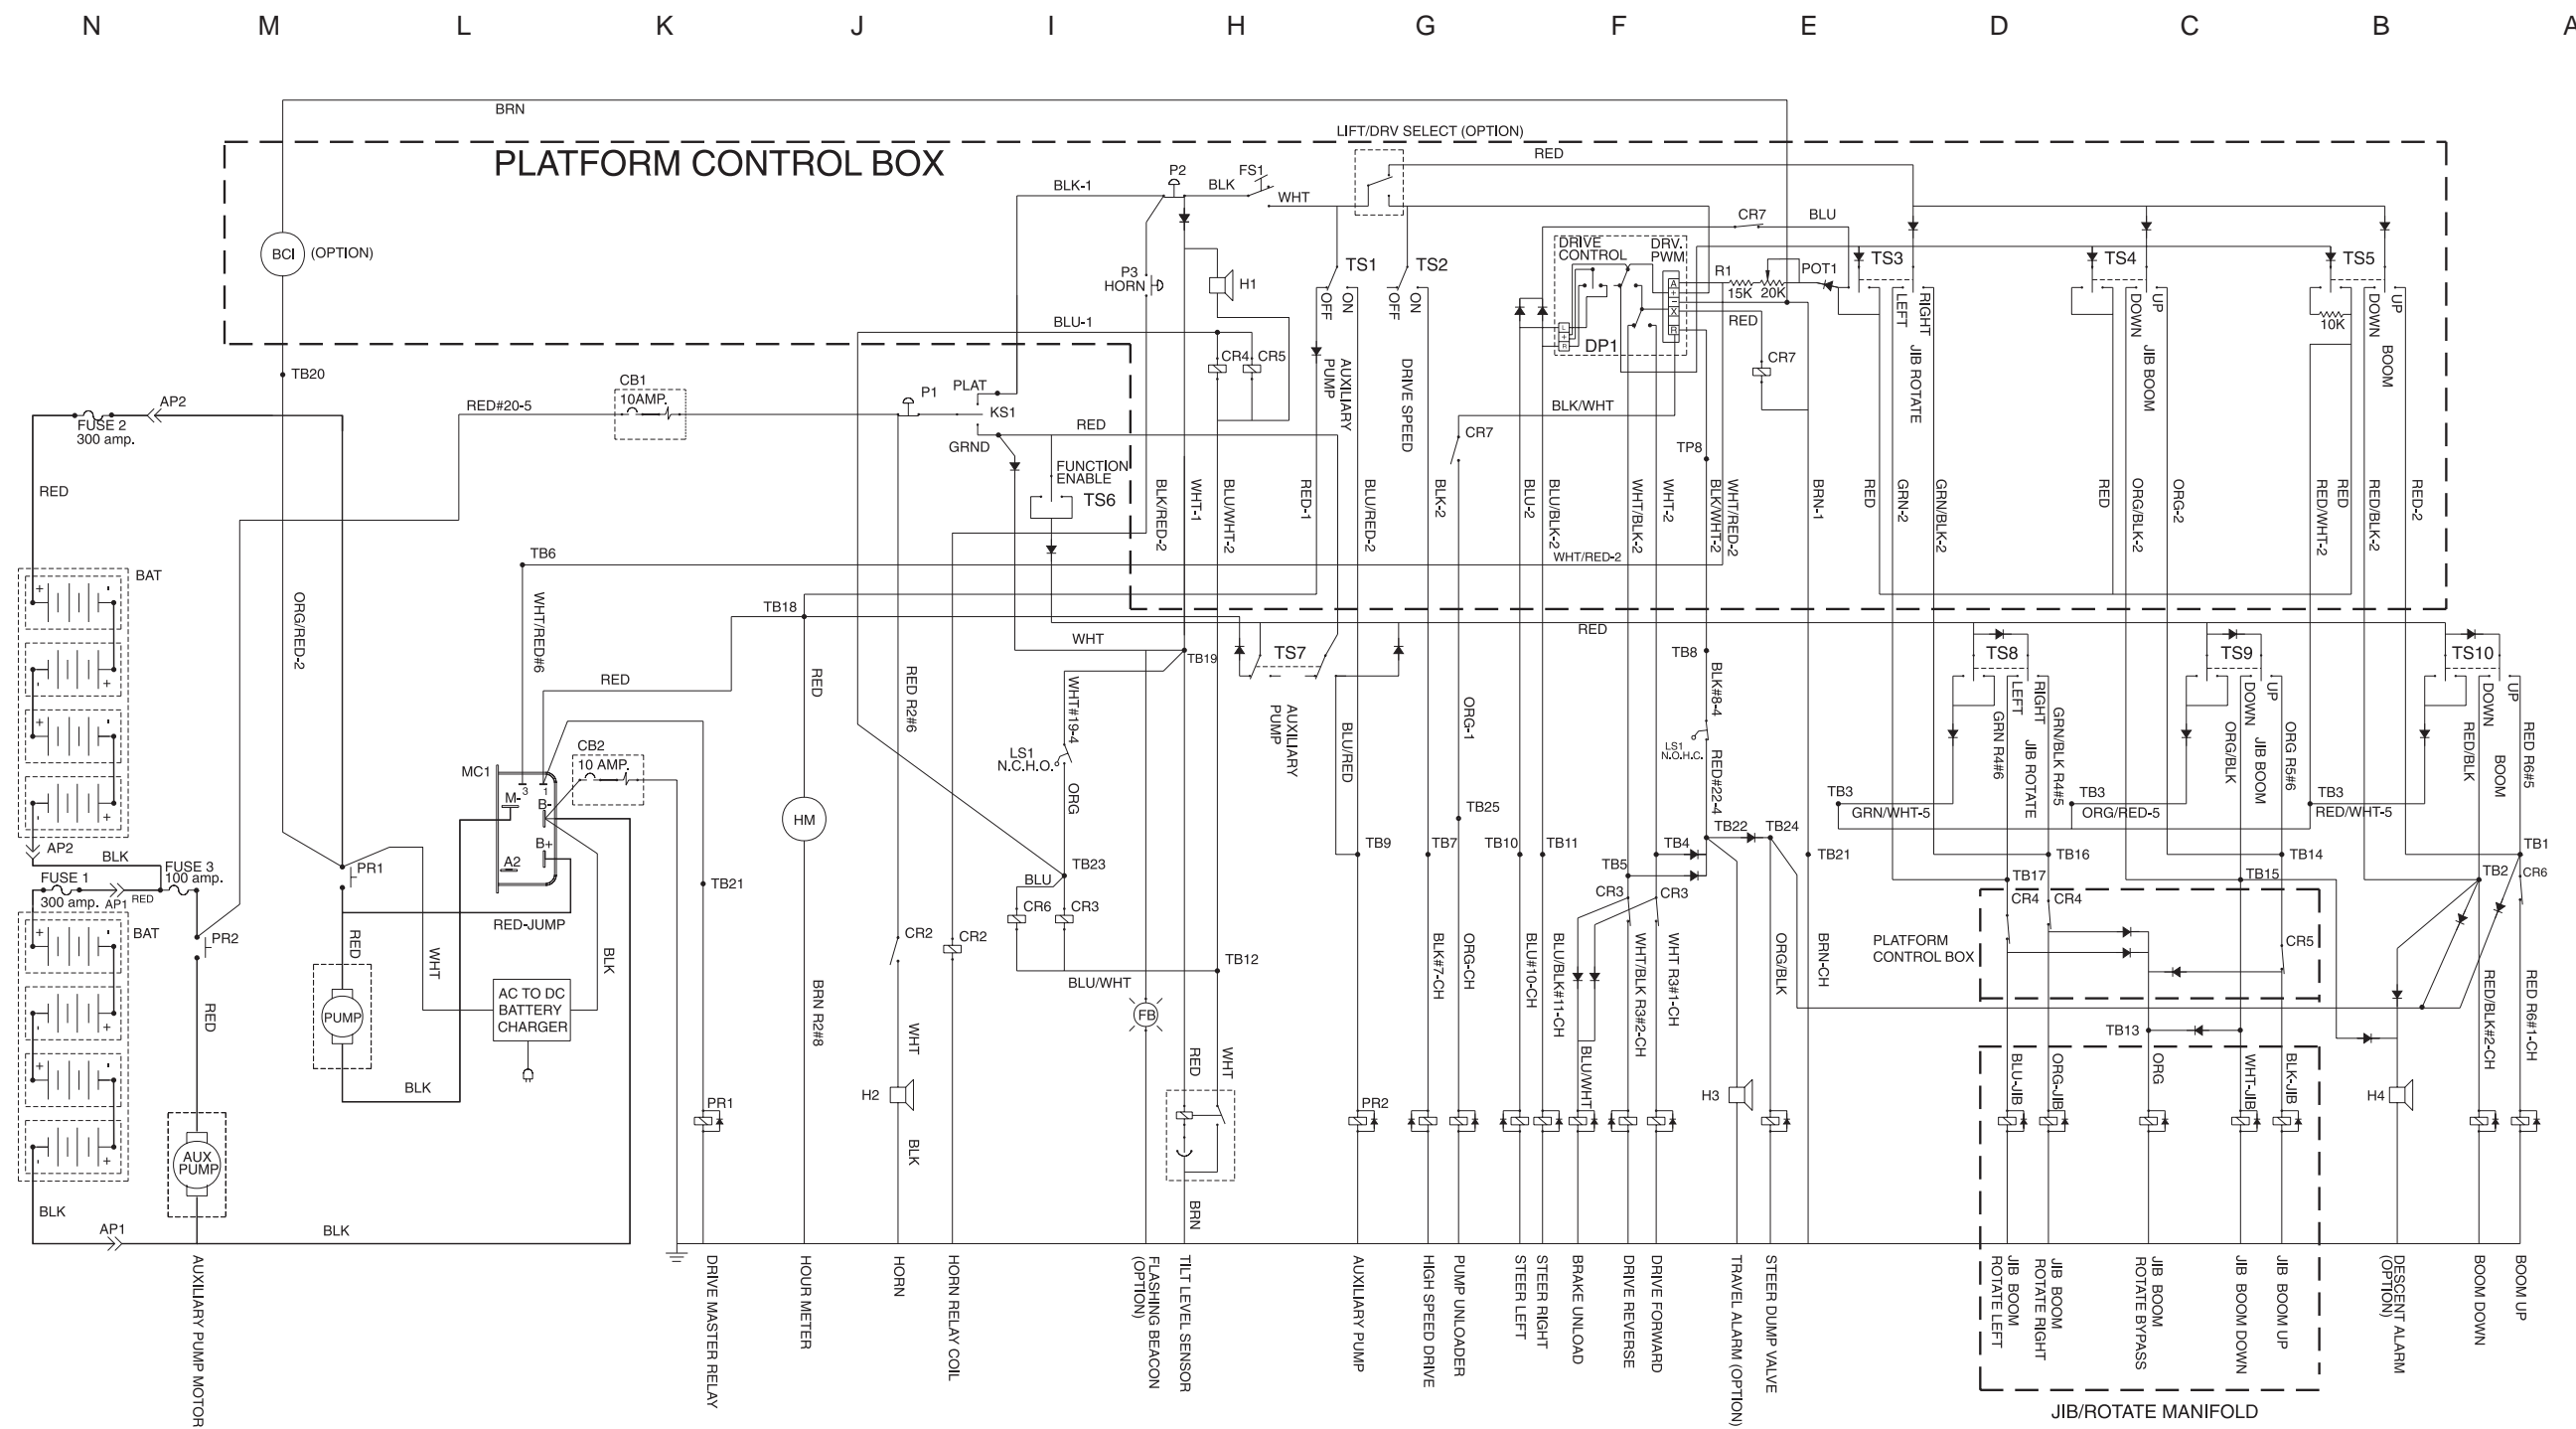 N M L K J I H G F E D C B A
BRN
LIFT/DRV SELECT (OPTION)
PLATFORM CONTROL BOX
RED
P2
FS1
BLK-1
BLK
WHT
CR7
BLU
BCI
(OPTION)
DRIVE
CONTROL
DRV.
PWM
P3
HORN
H1
TS1
TS2
R1
15K
POT1
20K
TS3
TS4
TS5
A
+
-
X
R
L
+
R
DP1
RED
OFF
ON
OFF
ON
LEFT
RIGHT
DOWN
UP
DOWN
UP
10K
BLU-1
CR4
CR5
AUXILIARY
PUMP
DRIVE SPEED
CR7
JIB ROTATE
JIB BOOM
BOOM
TB20
CB1
10AMP.
P1
PLAT
KS1
GRND
AP2
FUSE 2
300 amp.
RED#20-5
RED
BLK/WHT
CR7
TP8
FUNCTION
ENABLE
TS6
RED
BLK/RED-2
WHT-1
BLU/WHT-2
RED-1
BLU/RED-2
BLK-2
BLU-2
BLU/BLK-2
WHT/BLK-2
WHT-2
BLK/WHT-2
WHT/RED-2
BRN-1
RED
GRN-2
GRN/BLK-2
RED
ORG/BLK-2
ORG-2
RED/WHT-2
RED
RED/BLK-2
RED-2
TB6
WHT/RED-2
BAT
+ -
- +
+ -
- +
ORG/RED-2
WHT/RED#6
TB18
WHT
TB19
TS7
RED
TB8
TS8
TS9
TS10
RED
RED
RED R2#6
WHT#19-4
AUXILIARY
PUMP
BLU/RED
ORG-1
BLK#8-4
LEFT
RIGHT
DOWN
UP
DOWN
UP
GRN R4#6
JIB ROTATE
GRN/BLK R4#5
ORG/BLK
JIB BOOM
ORG R5#6
RED/BLK
BOOM
RED R6#5
LS1
N.C.H.O.
LS1
N.O.H.C.
RED#22-4
CB2
10 AMP.
MC1
3
1
M-
B-
B+
A2
HM
ORG
TB25
TB3
GRN/WHT-5
TB3
ORG/RED-5
TB3
RED/WHT-5
AP2
BLK
FUSE 3
100 amp.
FUSE 1
300 amp.
AP1
RED
PR1
TB21
TB23
BLU
TB9
TB7
TB10
TB11
TB4
TB5
TB22
TB24
TB21
TB16
TB17
TB14
TB15
TB1
TB2
CR6
CR6
CR3
CR3
CR3
CR4
CR4
CR5
RED-JUMP
BAT
+ -
- +
+ -
- +
PR2
RED
WHT
BLK
CR2
CR2
BLU/WHT
TB12
PLATFORM
CONTROL BOX
RED
PUMP
AC TO DC
BATTERY
CHARGER
BRN R2#8
WHT
FB
BLK#7-CH
ORG-CH
BLU#10-CH
BLU/BLK#11-CH
WHT/BLK R3#2-CH
WHT R3#1-CH
ORG/BLK
BRN-CH
RED/BLK#2-CH
RED R6#1-CH
TB13
BLK
RED
WHT
BLU/WHT
BLU-JIB
ORG-JIB
ORG
WHT-JIB
BLK-JIB
PR1
H2
BLK
PR2
H3
H4
AUX
PUMP
BLK
AP1
BLK
BRN
AUXILIARY PUMP MOTOR
DRIVE MASTER RELAY
HOUR METER
HORN
HORN RELAY COIL
FLASHING BEACON
(OPTION)
TILT LEVEL SENSOR
AUXILIARY PUMP
HIGH SPEED DRIVE
PUMP UNLOADER
STEER LEFT
STEER RIGHT
BRAKE UNLOAD
DRIVE REVERSE
DRIVE FORWARD
TRAVEL ALARM (OPTION)
STEER DUMP VALVE
JIB BOOM
ROTATE LEFT
JIB BOOM
ROTATE RIGHT
JIB BOOM
ROTATE BYPASS
JIB BOOM DOWN
JIB BOOM UP
DESCENT ALARM
(OPTION)
BOOM DOWN
BOOM UP
JIB/ROTATE MANIFOLD